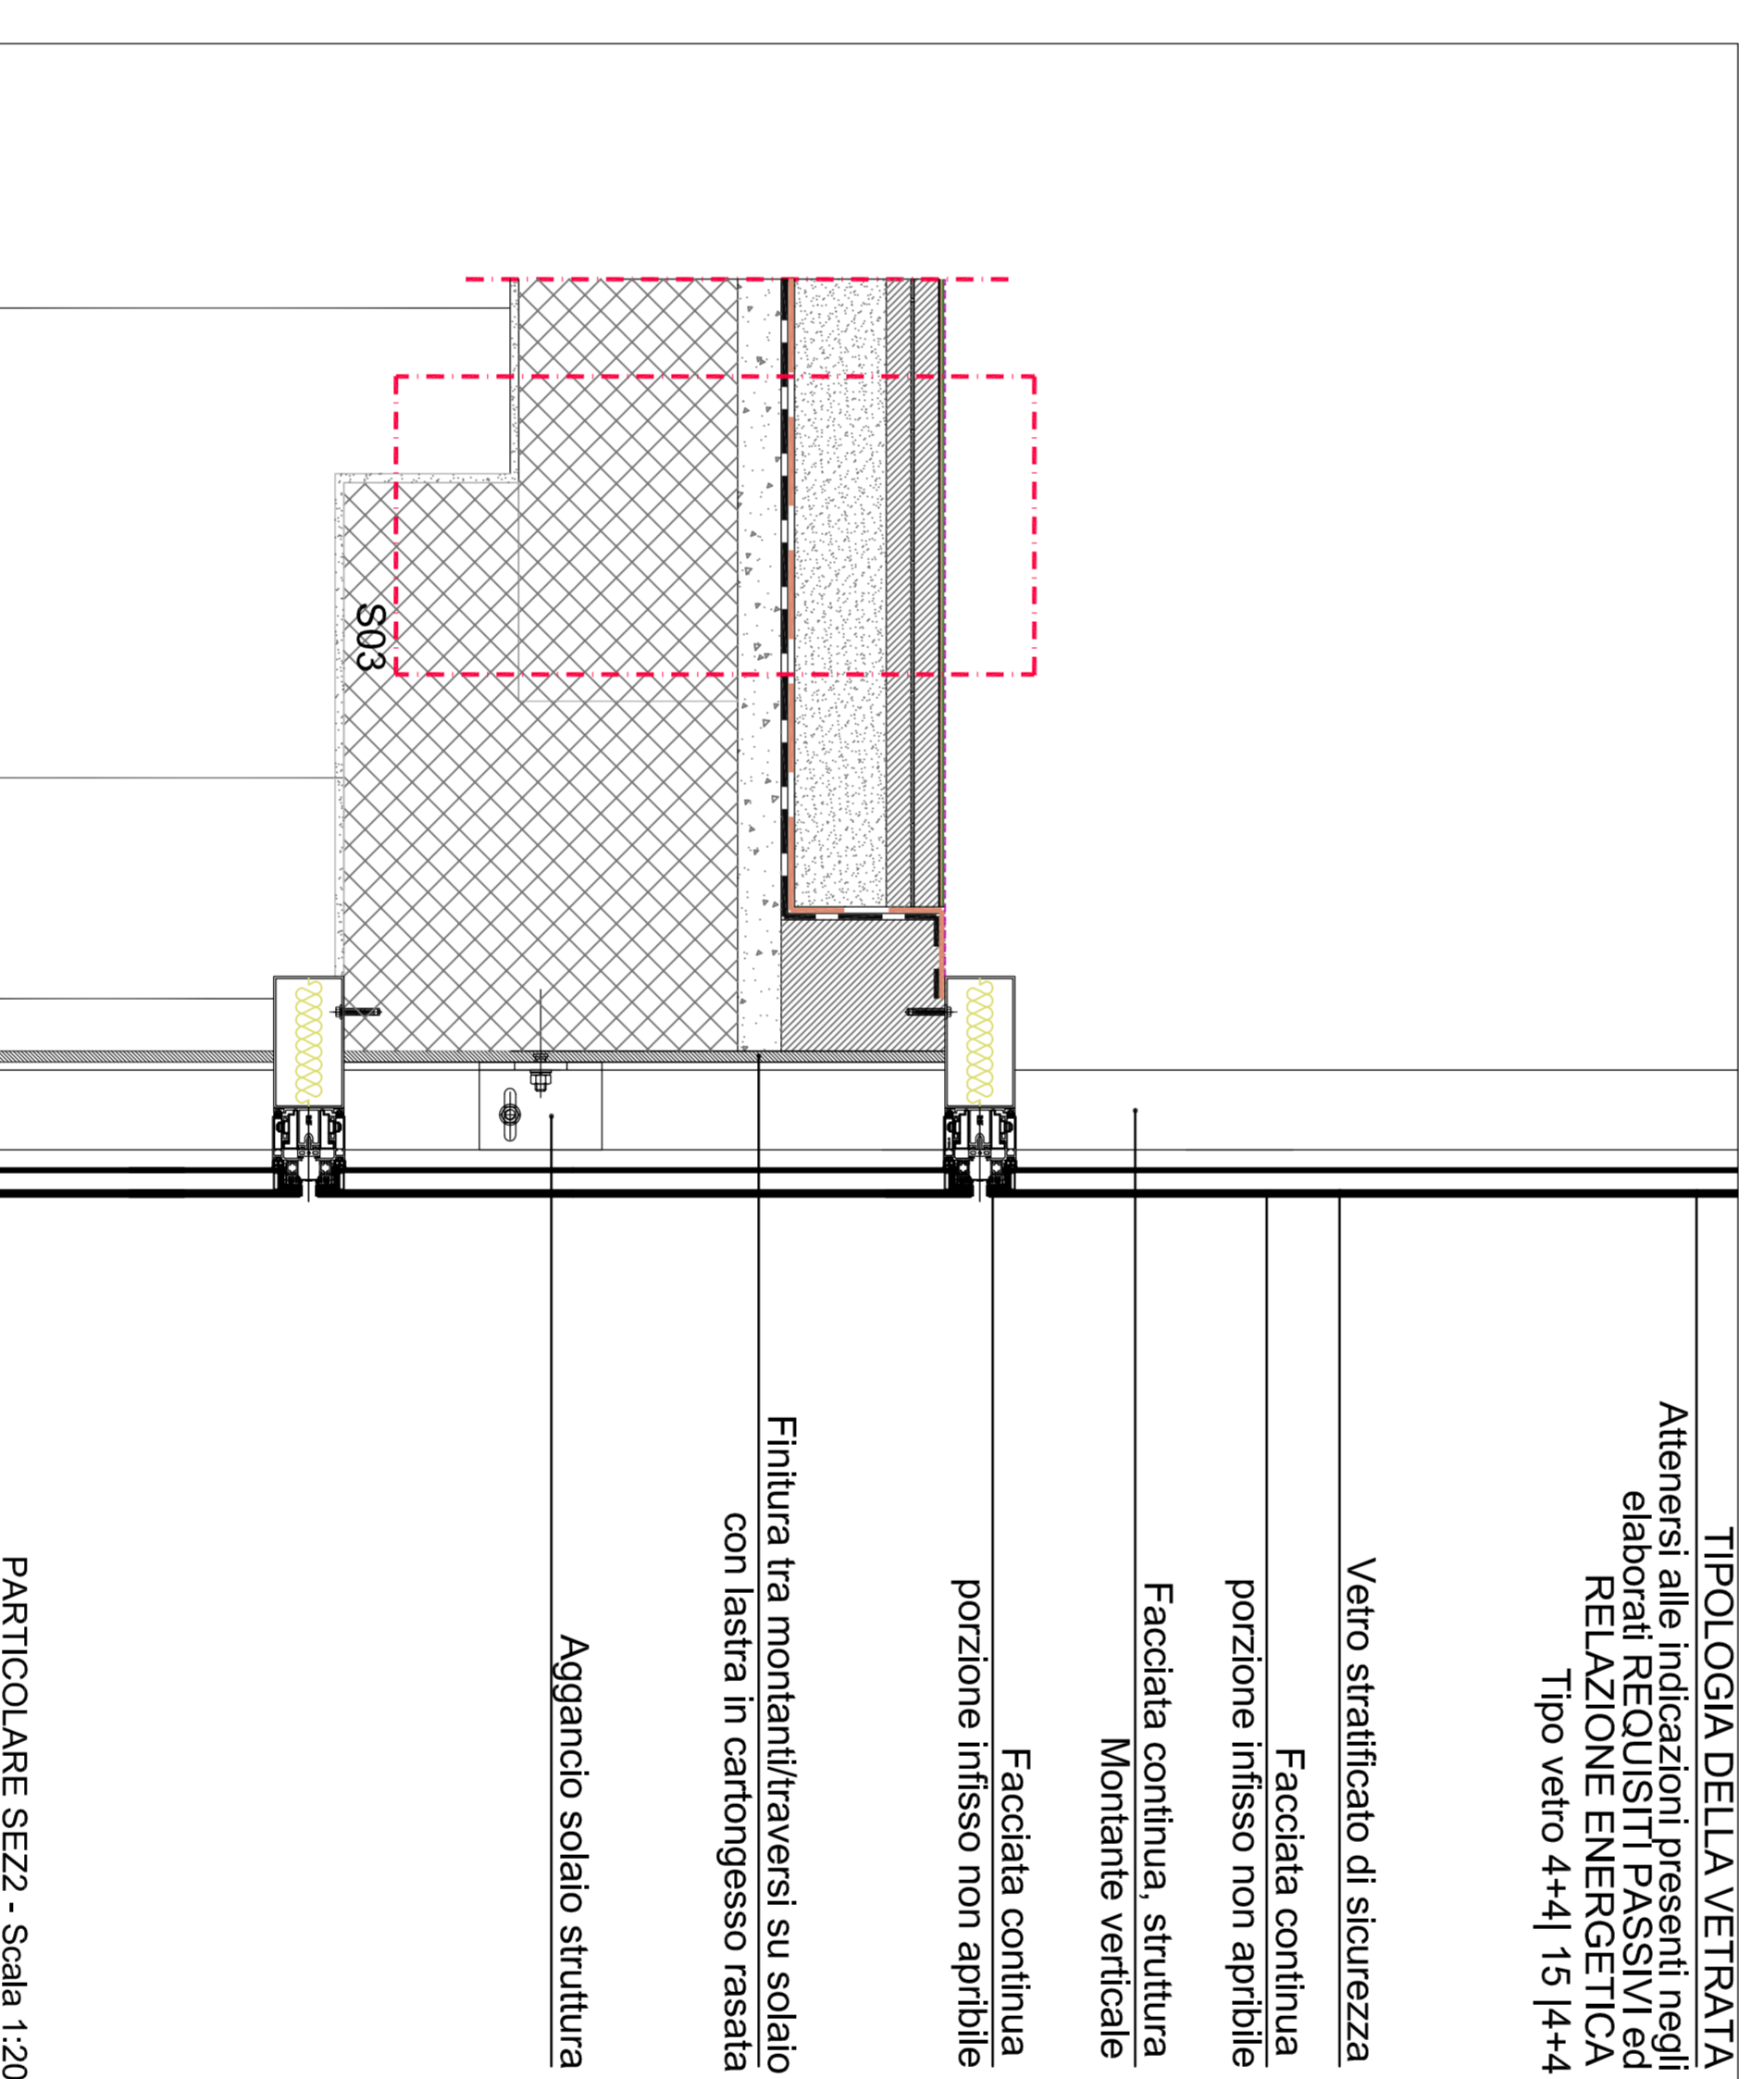 TIPOLOGIA DELLA VETRATA
Attenersi alle indicazioni presenti negli
elaborati REQUISITI PASSIVI ed
RELAZIONE ENERGETICA
Tipo vetro 4+4| 15 |4+4
Vetro stratificato di sicurezza
Facciata continua
porzione infisso non apribile
Facciata continua, struttura
Montante verticale
Facciata continua
porzione infisso non apribile
Finitura tra montanti/traversi su solaio
con lastra in cartongesso rasata
Aggancio solaio struttura
S03
PARTICOLARE SEZ2 - Scala 1:20